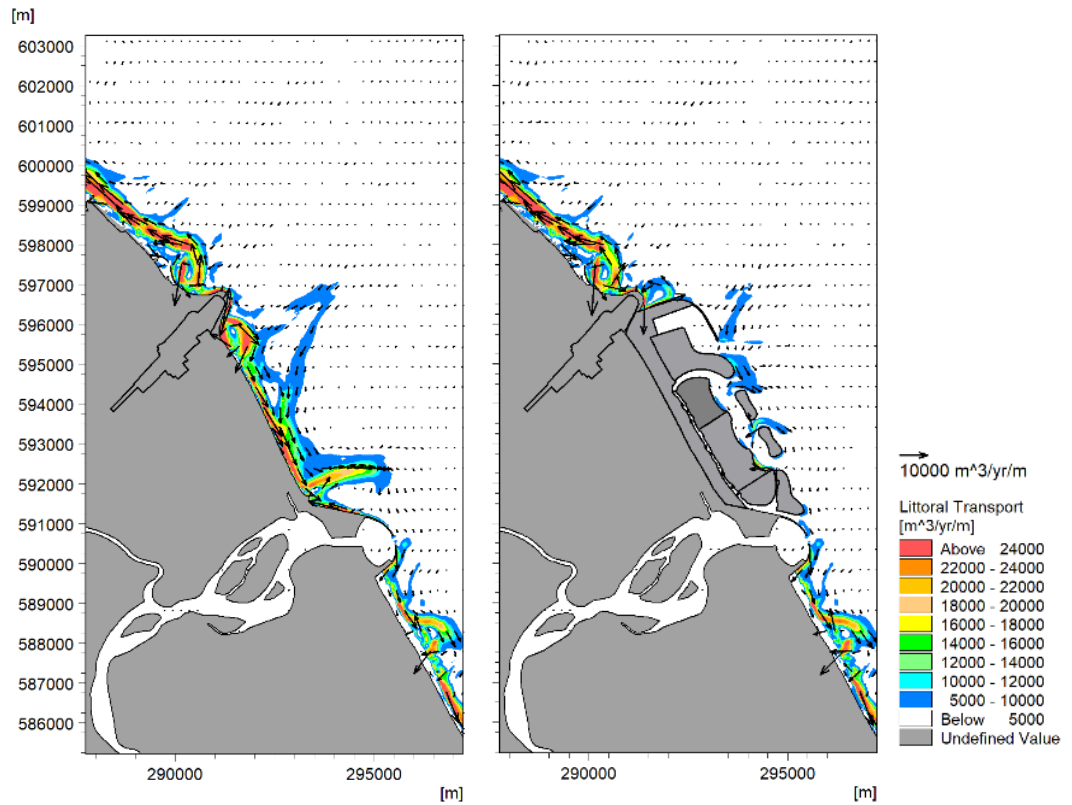 [m]
603000
602000
601000
600000
599000
598000
597000
596000
595000
594000
593000
592000
591000
590000
589000
588000
587000
586000
290000 295000
[m]
290000 295000
[m]
10000 m^3/yr/m
Littoral Transport
[m^3/yr/m]
Above 24000
22000 - 24000
20000 - 22000
18000 - 20000
16000 - 18000
14000 - 16000
12000 - 14000
10000 - 12000
5000 - 10000
Below 5000
Undefined Value